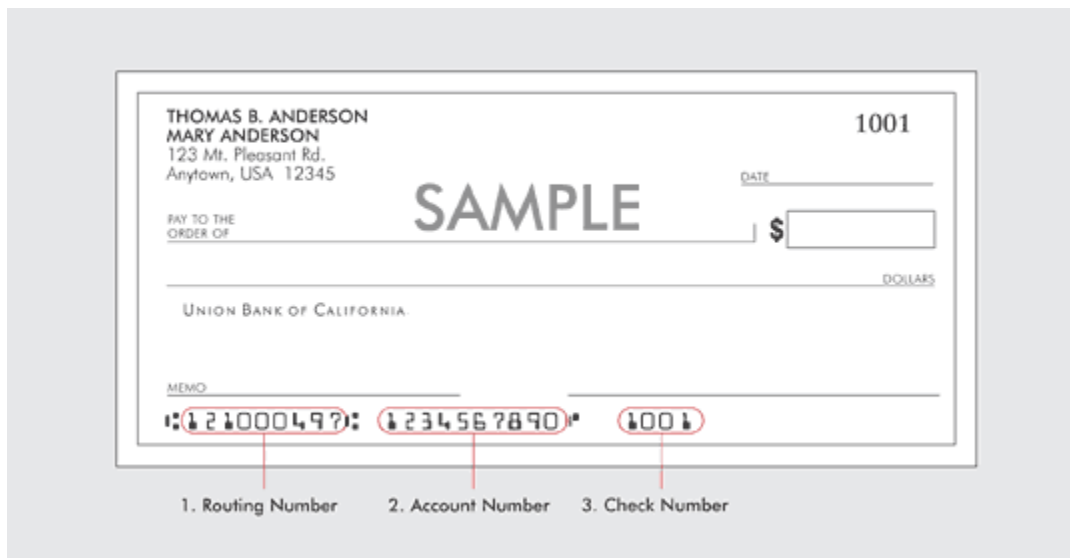 THOMAS B. ANDERSON
MARY ANDERSON
123 Mt. Pleasant Rd.
Anytown, USA 12345
1001
DATE
SAMPLE
PAY TO THE
ORDER OF
$
DOLLARS
UNION BANK OF CALIFORNIA
MEMO
⑆121000497⑆ 1234567890⑈ 1001
1. Routing Number 2. Account Number 3. Check Number